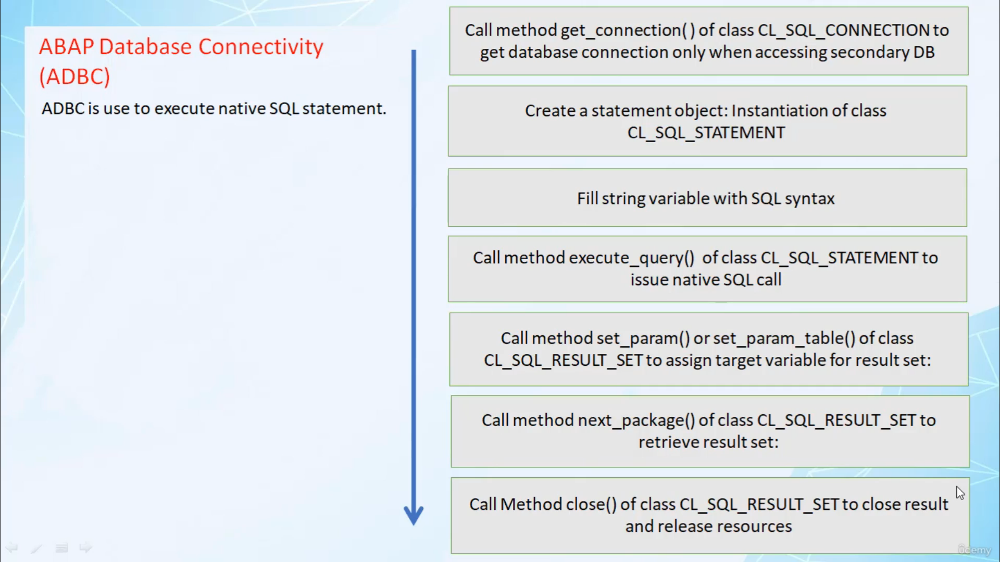 ABAP Database Connectivity
(ADBC)
ADBC is use to execute native SQL statement.
Call method get_connection( ) of class CL_SQL_CONNECTION to
get database connection only when accessing secondary DB
Create a statement object: Instantiation of class
CL_SQL_STATEMENT
Fill string variable with SQL syntax
Call method execute_query()  of class CL_SQL_STATEMENT to
issue native SQL call
Call method set_param() or set_param_table() of class
CL_SQL_RESULT_SET to assign target variable for result set:
Call method next_package() of class CL_SQL_RESULT_SET to
retrieve result set:
Call Method close() of class CL_SQL_RESULT_SET to close result
and release resources
ûdemy